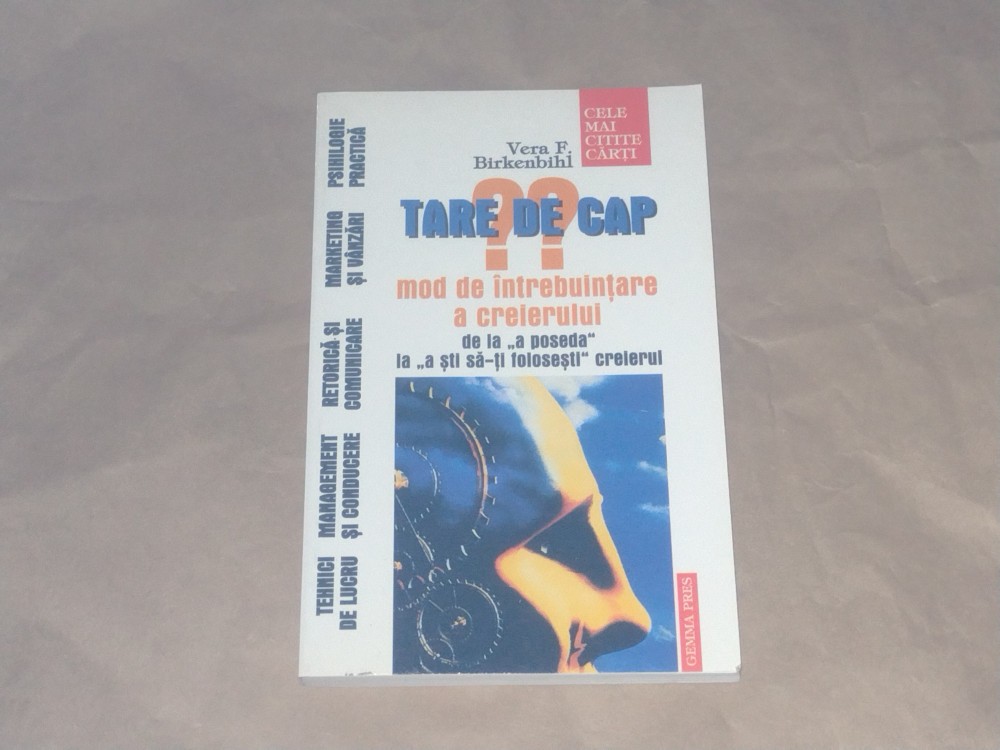 CELE
MAI
CITITE
CĂRȚI
Vera F.
Birkenbihl
??
TARE DE CAP
mod de întrebuințare
a creierului
de la „a poseda“
la „a ști să-ți folosești“ creierul
PSIHILOGIE
PRACTICĂ
MARKETING
ȘI VÂNZĂRI
RETORICĂ ȘI
COMUNICARE
MANAGEMENT
ȘI CONDUCERE
TEHNICI
DE LUCRU
GEMMA PRES